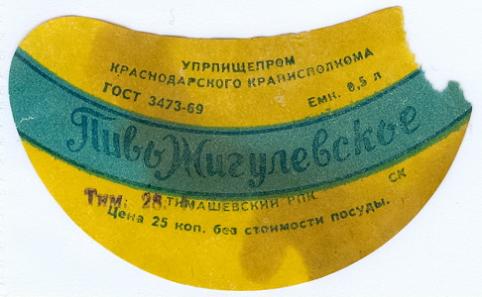 УПРПИЩЕПРОМ
КРАСНОДАРСКОГО КРАЙИСПОЛКОМА
ГОСТ 3473-69
Емк. 0,5 л
Пиво Жигулевское
Тим. 28.
ТИМАШЕВСКИЙ РПК
СК
Цена 25 коп. без стоимости посуды.